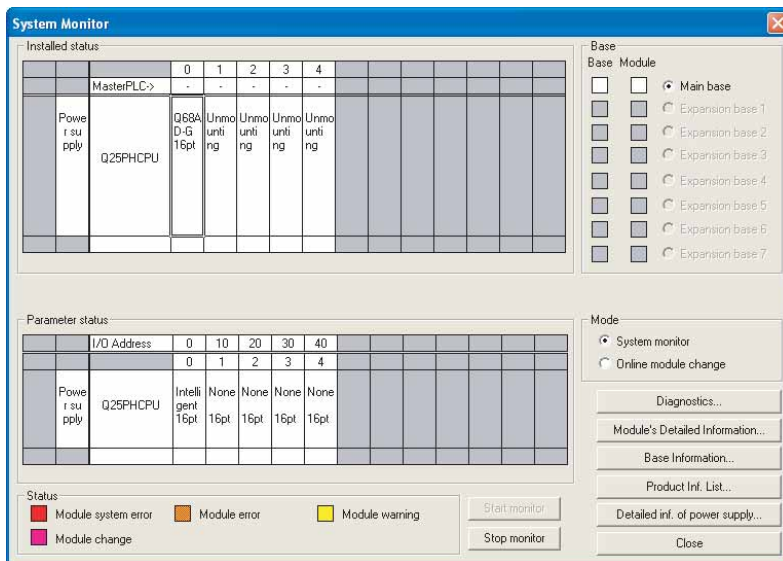 System Monitor
Installed status
0 1 2 3 4
MasterPLC-> - - - - -
Powe
r su
pply
Q25PHCPU
Q68A
D-G
16pt
Unmo
unti
ng
Unmo
unti
ng
Unmo
unti
ng
Unmo
unti
ng
Base
Base Module
Main base
Expansion base 1
Expansion base 2
Expansion base 3
Expansion base 4
Expansion base 5
Expansion base 6
Expansion base 7
Parameter status
I/O Address 0 10 20 30 40
0 1 2 3 4
Powe
r su
pply
Q25PHCPU
Intelli
gent
16pt
None
16pt
None
16pt
None
16pt
None
16pt
Mode
System monitor
Online module change
Diagnostics...
Module's Detailed Information...
Base Information...
Product Inf. List...
Detailed inf. of power supply...
Close
Status
Module system error
Module error
Module warning
Module change
Start monitor
Stop monitor